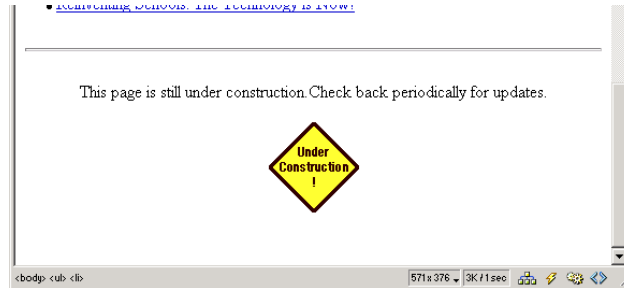 Reinventing Schools: The Technology is Now!
This page is still under construction. Check back periodically for updates.
Under
Construction
!
<body> <ul> <li> 571 x 376 3K / 1 sec